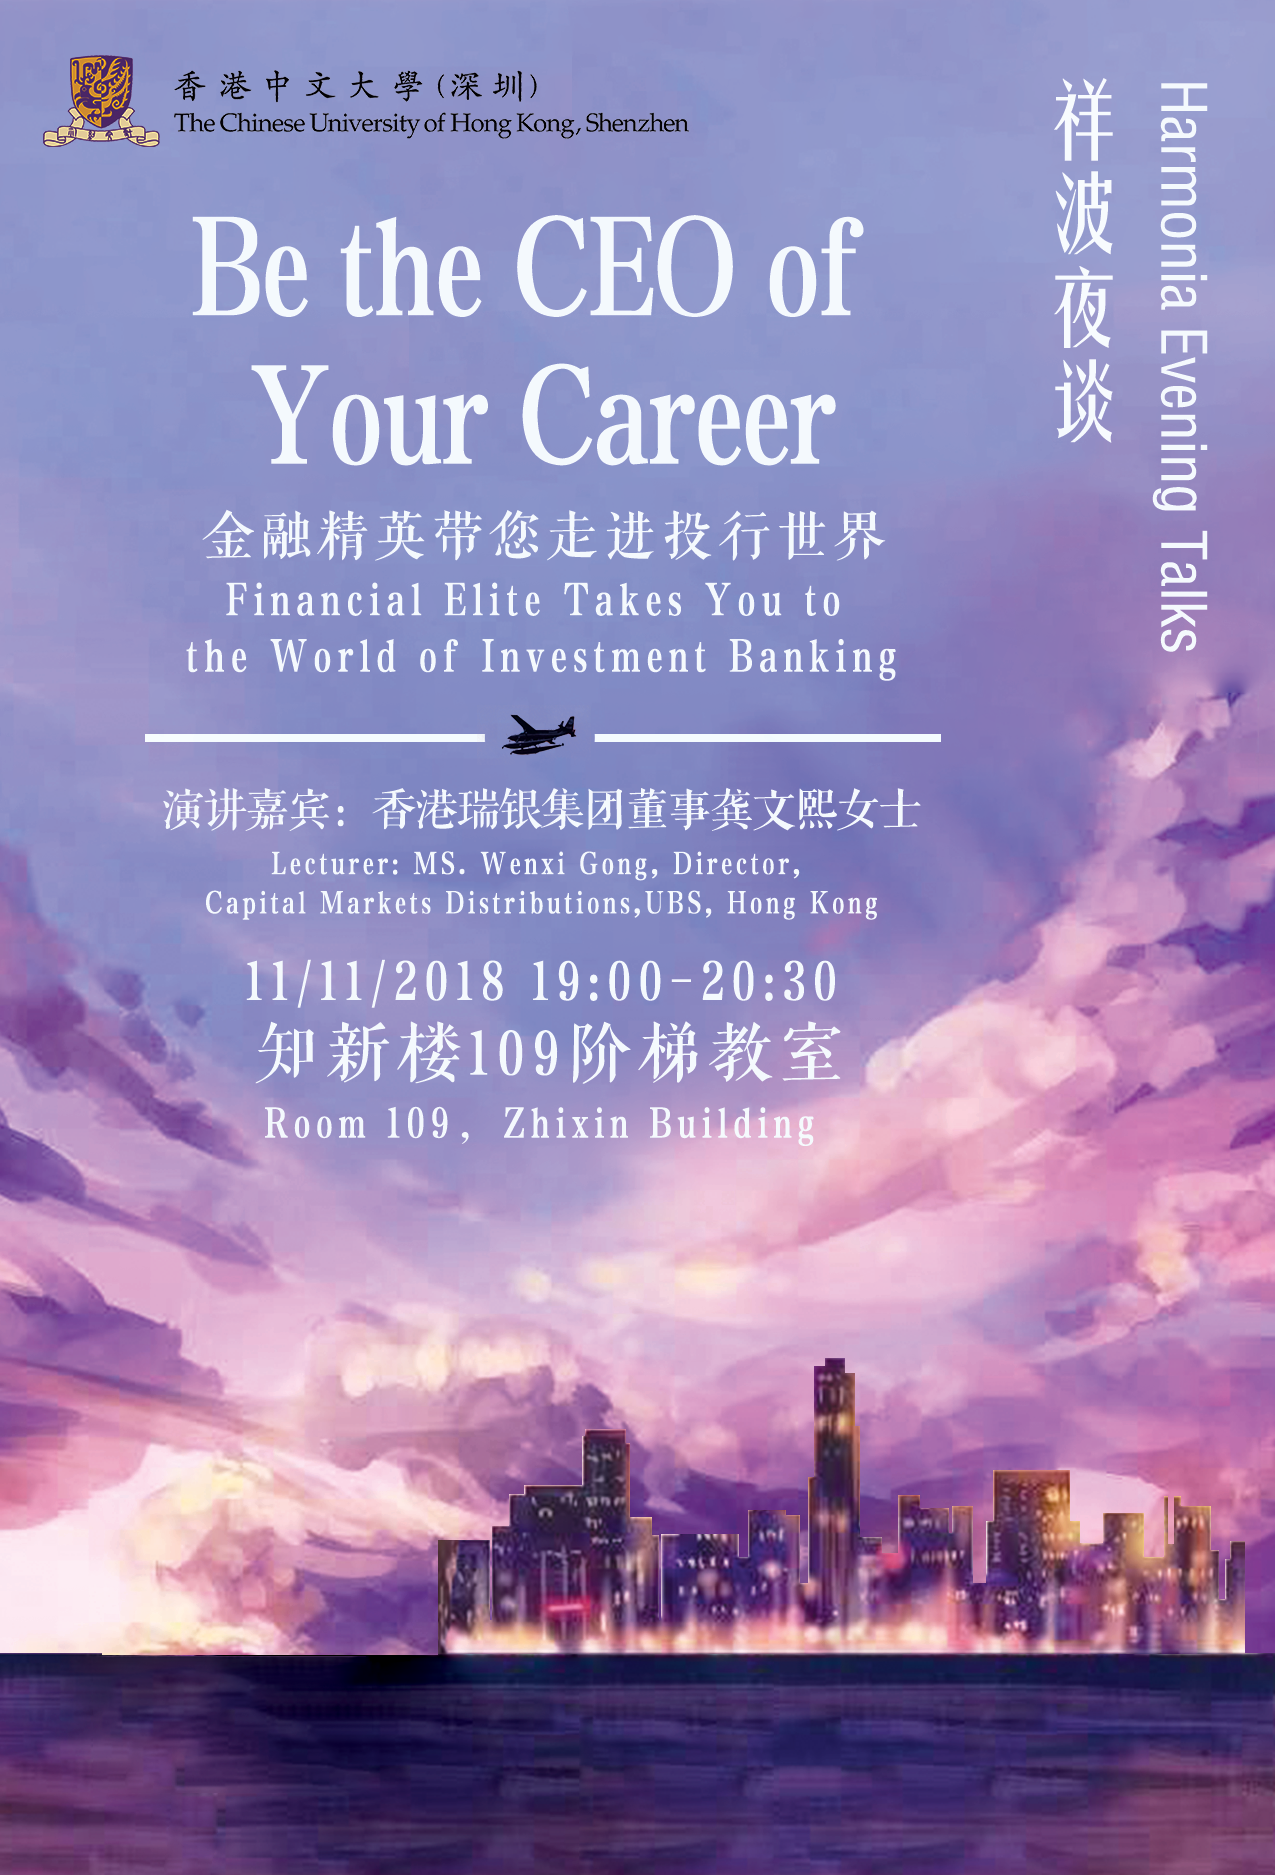 香港中文大學(深圳)
The Chinese University of Hong Kong, Shenzhen
祥波夜谈
Harmonia Evening Talks
Be the CEO of
Your Career
金融精英带您走进投行世界
Financial Elite Takes You to
the World of Investment Banking
演讲嘉宾：香港瑞银集团董事龚文熙女士
Lecturer: MS. Wenxi Gong, Director,
Capital Markets Distributions,UBS, Hong Kong
11/11/2018 19:00-20:30
知新楼109阶梯教室
Room 109, Zhixin Building